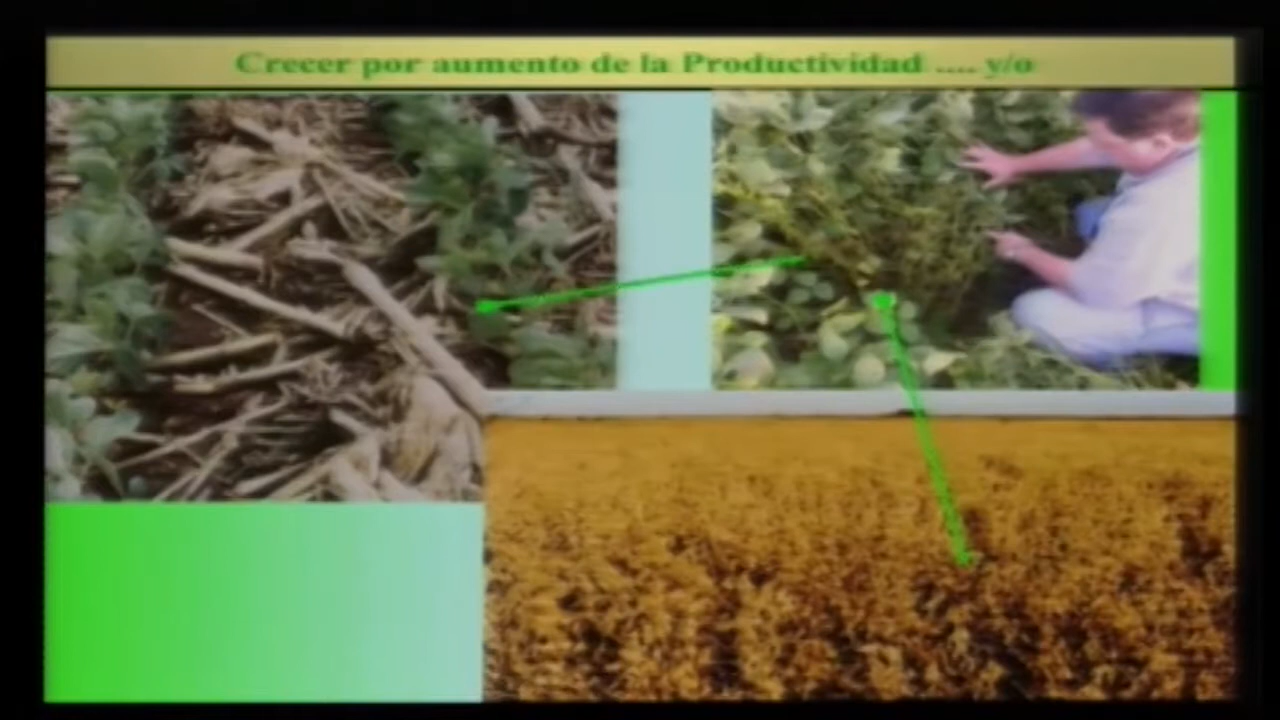 Crecer por aumento de la Productividad .... y/o